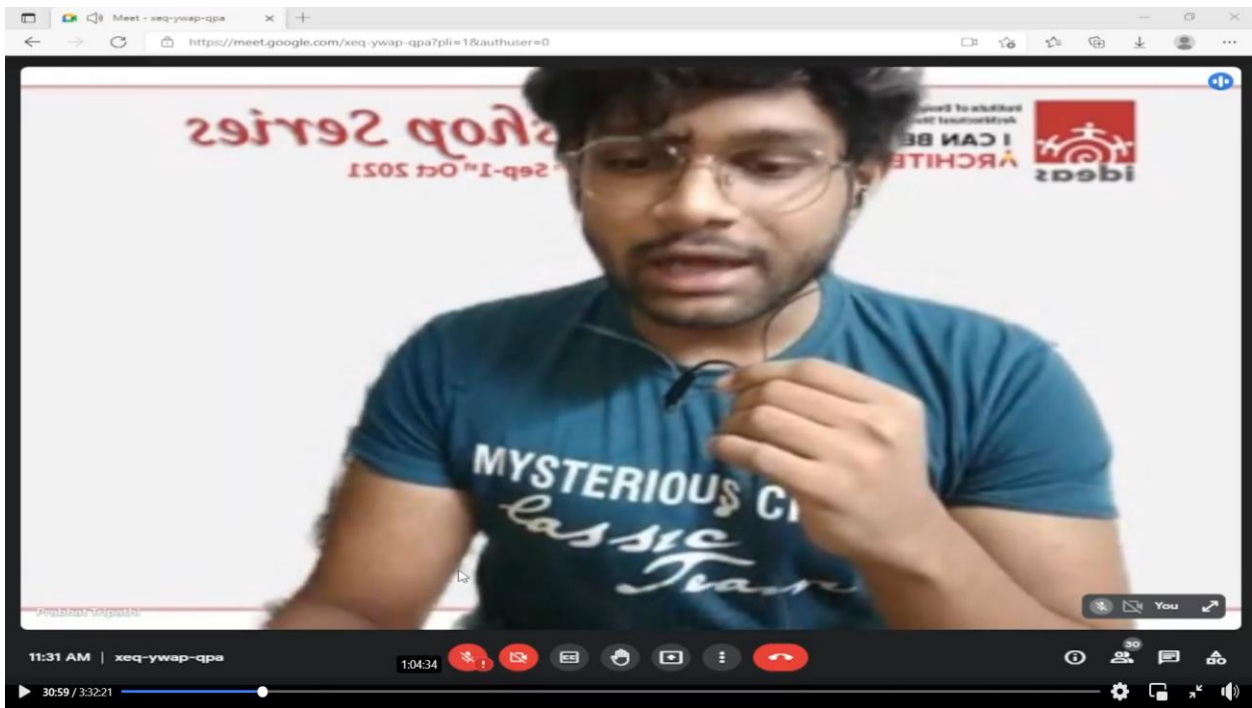 Meet - xeq-ywap-qpa
https://meet.google.com/xeq-ywap-qpa?pli=1&authuser=0
shop Series
Sep-1st Oct 2021
I CAN BE
ARCHITE
ideas
MYSTERIOUS
Classic
Team
Prabhat Tripathi
You
11:31 AM | xeq-ywap-qpa
1:04:34
30
30:59 / 3:32:21